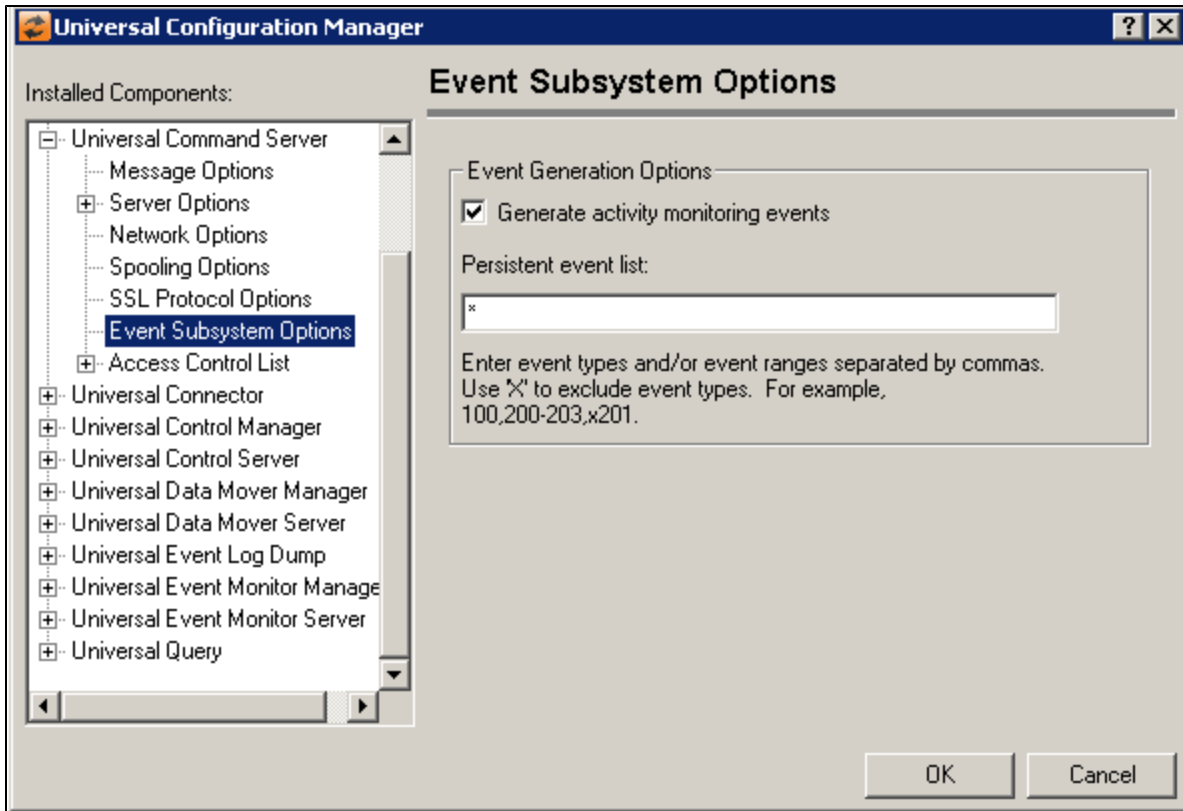 Universal Configuration Manager
Installed Components:
Universal Command Server
Message Options
Server Options
Network Options
Spooling Options
SSL Protocol Options
Event Subsystem Options
Access Control List
Universal Connector
Universal Control Manager
Universal Control Server
Universal Data Mover Manager
Universal Data Mover Server
Universal Event Log Dump
Universal Event Monitor Manage
Universal Event Monitor Server
Universal Query
Event Subsystem Options
Event Generation Options
Generate activity monitoring events
Persistent event list:
*
Enter event types and/or event ranges separated by commas.
Use 'X' to exclude event types. For example,
100,200-203,x201.
OK
Cancel